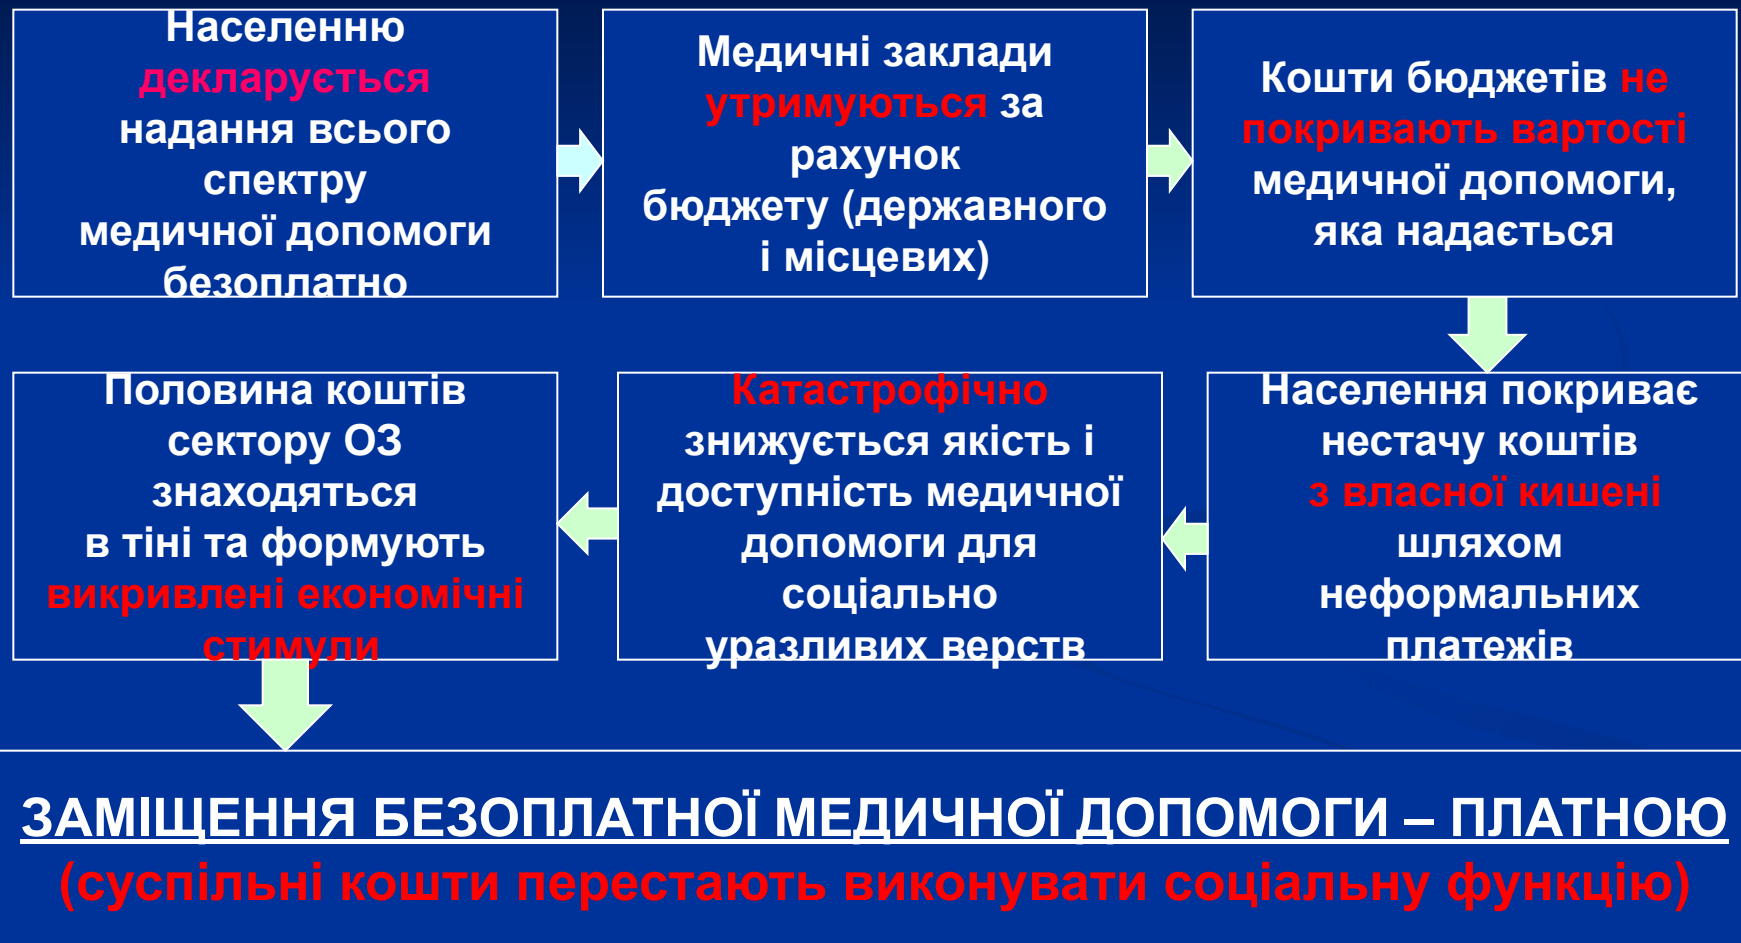 Населенню
декларується
надання всього
спектру
медичної допомоги
безоплатно
Медичні заклади
утримуються за
рахунок
бюджету (державного
і місцевих)
Кошти бюджетів не
покривають вартості
медичної допомоги,
яка надається
Населення покриває
нестачу коштів
з власної кишені
шляхом
неформальних
платежів
Катастрофічно
знижується якість і
доступність медичної
допомоги для
соціально
уразливих верств
Половина коштів
сектору ОЗ
знаходяться
в тіні та формують
викривлені економічні
стимули
ЗАМІЩЕННЯ БЕЗОПЛАТНОЇ МЕДИЧНОЇ ДОПОМОГИ – ПЛАТНОЮ
(суспільні кошти перестають виконувати соціальну функцію)